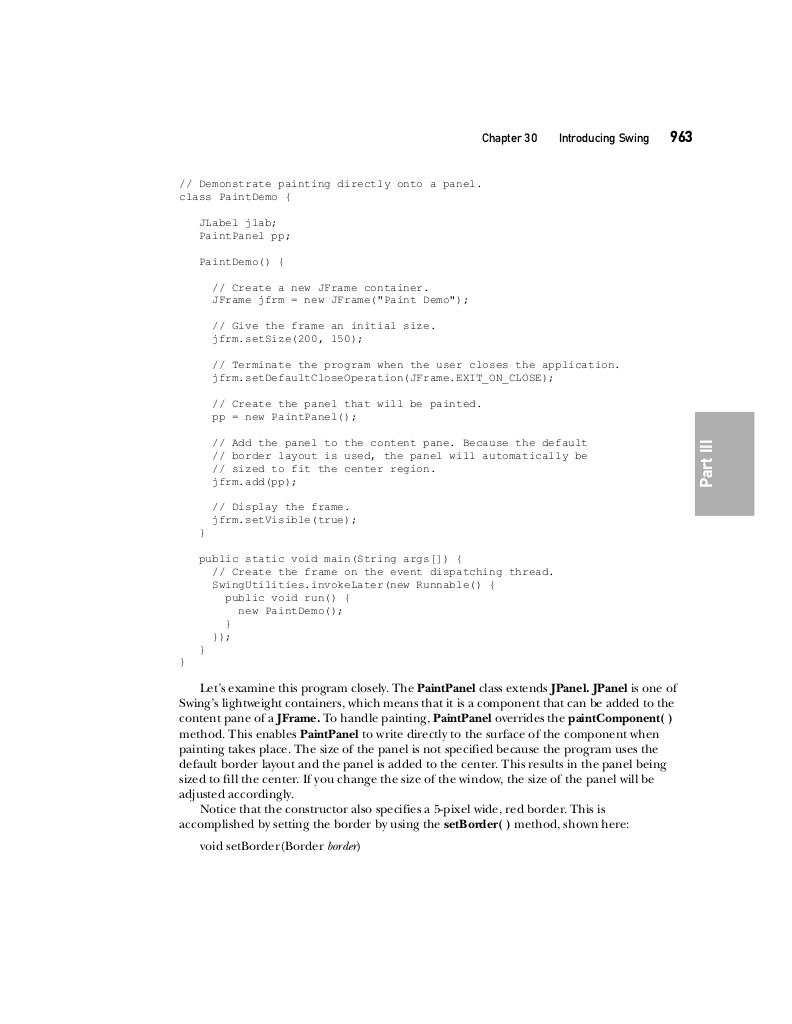 Chapter 30 Introducing Swing 963
// Demonstrate painting directly onto a panel.
class PaintDemo {
JLabel jlab;
PaintPanel pp;
PaintDemo() {
// Create a new JFrame container.
JFrame jfrm = new JFrame("Paint Demo");
// Give the frame an initial size.
jfrm.setSize(200, 150);
// Terminate the program when the user closes the application.
jfrm.setDefaultCloseOperation(JFrame.EXIT_ON_CLOSE);
// Create the panel that will be painted.
pp = new PaintPanel();
// Add the panel to the content pane. Because the default
// border layout is used, the panel will automatically be
// sized to fit the center region.
jfrm.add(pp);
// Display the frame.
jfrm.setVisible(true);
}
public static void main(String args[]) {
// Create the frame on the event dispatching thread.
SwingUtilities.invokeLater(new Runnable() {
public void run() {
new PaintDemo();
}
});
}
}
Part III
Let's examine this program closely. The PaintPanel class extends JPanel. JPanel is one of
Swing's lightweight containers, which means that it is a component that can be added to the
content pane of a JFrame. To handle painting, PaintPanel overrides the paintComponent( )
method. This enables PaintPanel to write directly to the surface of the component when
painting takes place. The size of the panel is not specified because the program uses the
default border layout and the panel is added to the center. This results in the panel being
sized to fill the center. If you change the size of the window, the size of the panel will be
adjusted accordingly.
Notice that the constructor also specifies a 5-pixel wide, red border. This is
accomplished by setting the border by using the setBorder( ) method, shown here:
void setBorder(Border border)